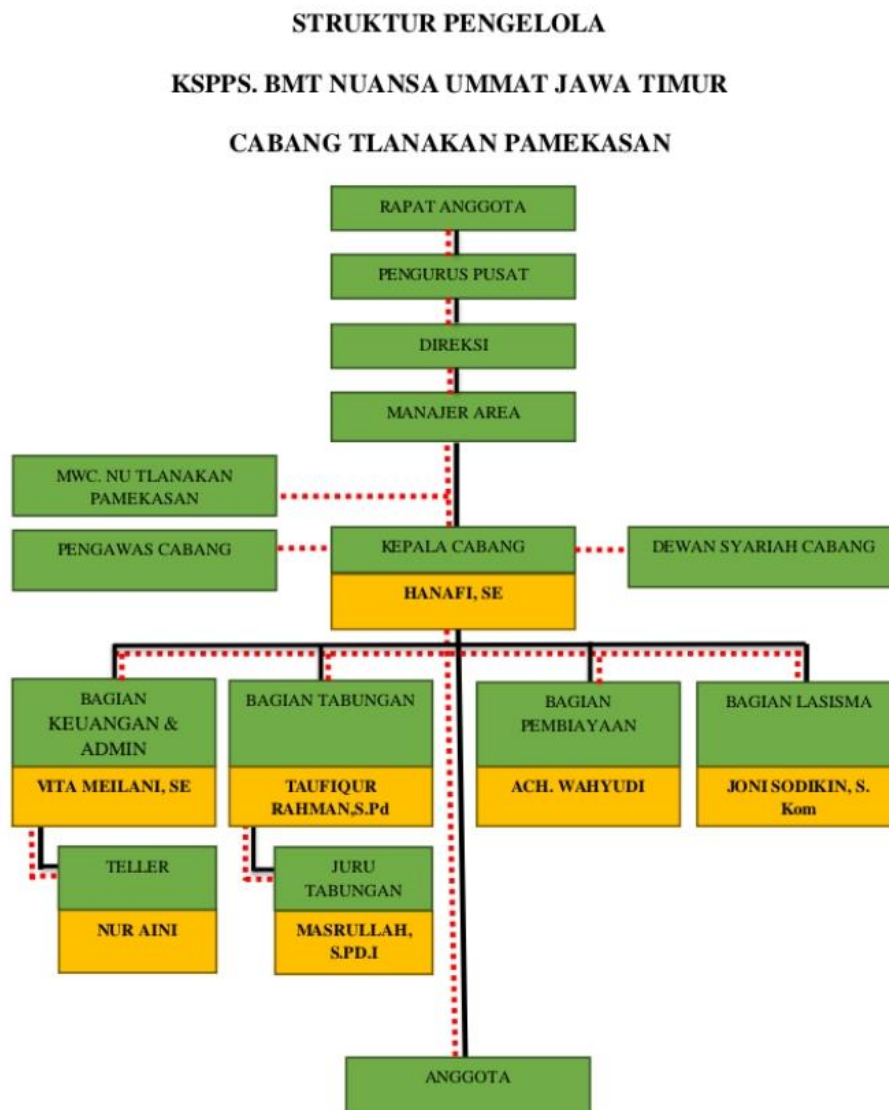 STRUKTUR PENGELOLA
KSPPS. BMT NUANSA UMMAT JAWA TIMUR
CABANG TLANAKAN PAMEKASAN
RAPAT ANGGOTA
PENGURUS PUSAT
DIREKSI
MANAJER AREA
MWC. NU TLANAKAN
PAMEKASAN
PENGAWAS CABANG
KEPALA CABANG
HANAFI, SE
DEWAN SYARIAH CABANG
BAGIAN
KEUANGAN &
ADMIN
VITA MEILANI, SE
BAGIAN TABUNGAN
TAUFIQUR
RAHMAN,S.Pd
BAGIAN
PEMBIAYAAN
ACH. WAHYUDI
BAGIAN LASISMA
JONI SODIKIN, S.
Kom
TELLER
NUR AINI
JURU
TABUNGAN
MASRULLAH,
S.PD.I
ANGGOTA